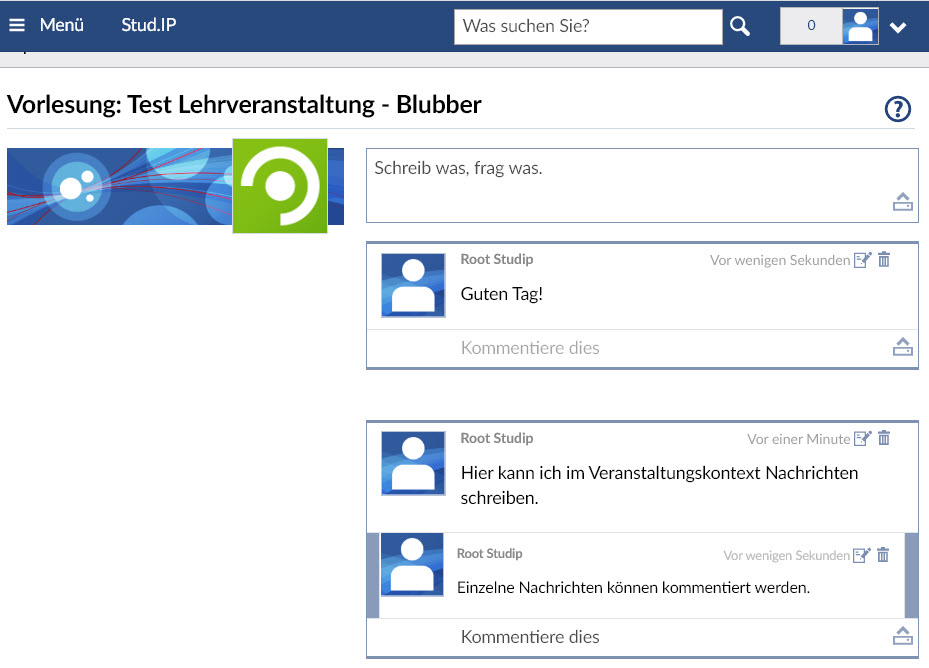 Menü
Stud.IP
Was suchen Sie?
0
Vorlesung: Test Lehrveranstaltung - Blubber
Schreib was, frag was.
Root Studip
Vor wenigen Sekunden
Guten Tag!
Kommentiere dies
Root Studip
Vor einer Minute
Hier kann ich im Veranstaltungskontext Nachrichten
schreiben.
Root Studip
Vor wenigen Sekunden
Einzelne Nachrichten können kommentiert werden.
Kommentiere dies